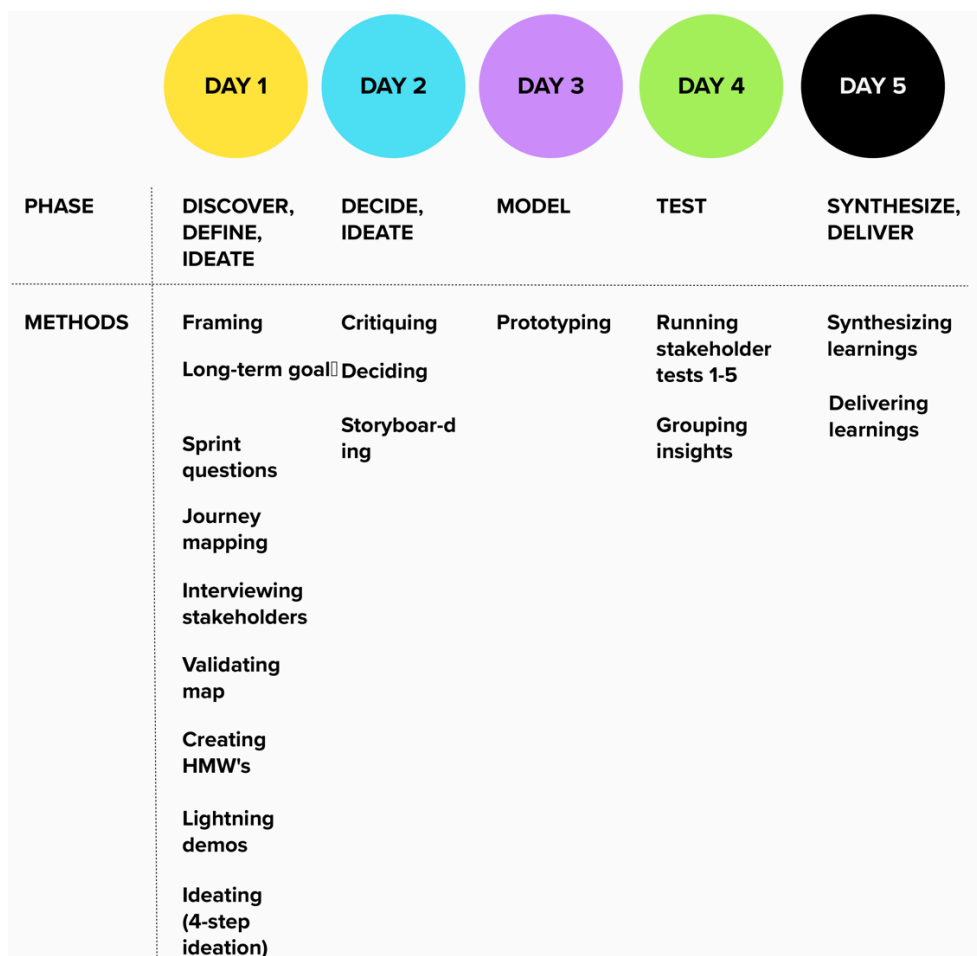 DAY 1
DAY 2
DAY 3
DAY 4
DAY 5
PHASE
DISCOVER,
DEFINE,
IDEATE
DECIDE,
IDEATE
MODEL
TEST
SYNTHESIZE,
DELIVER
METHODS
Framing
Long-term goal
Sprint
questions
Journey
mapping
Interviewing
stakeholders
Validating
map
Creating
HMW's
Lightning
demos
Ideating
(4-step
ideation)
Critiquing
Deciding
Storyboar-d
ing
Prototyping
Running
stakeholder
tests 1-5
Grouping
insights
Synthesizing
learnings
Delivering
learnings